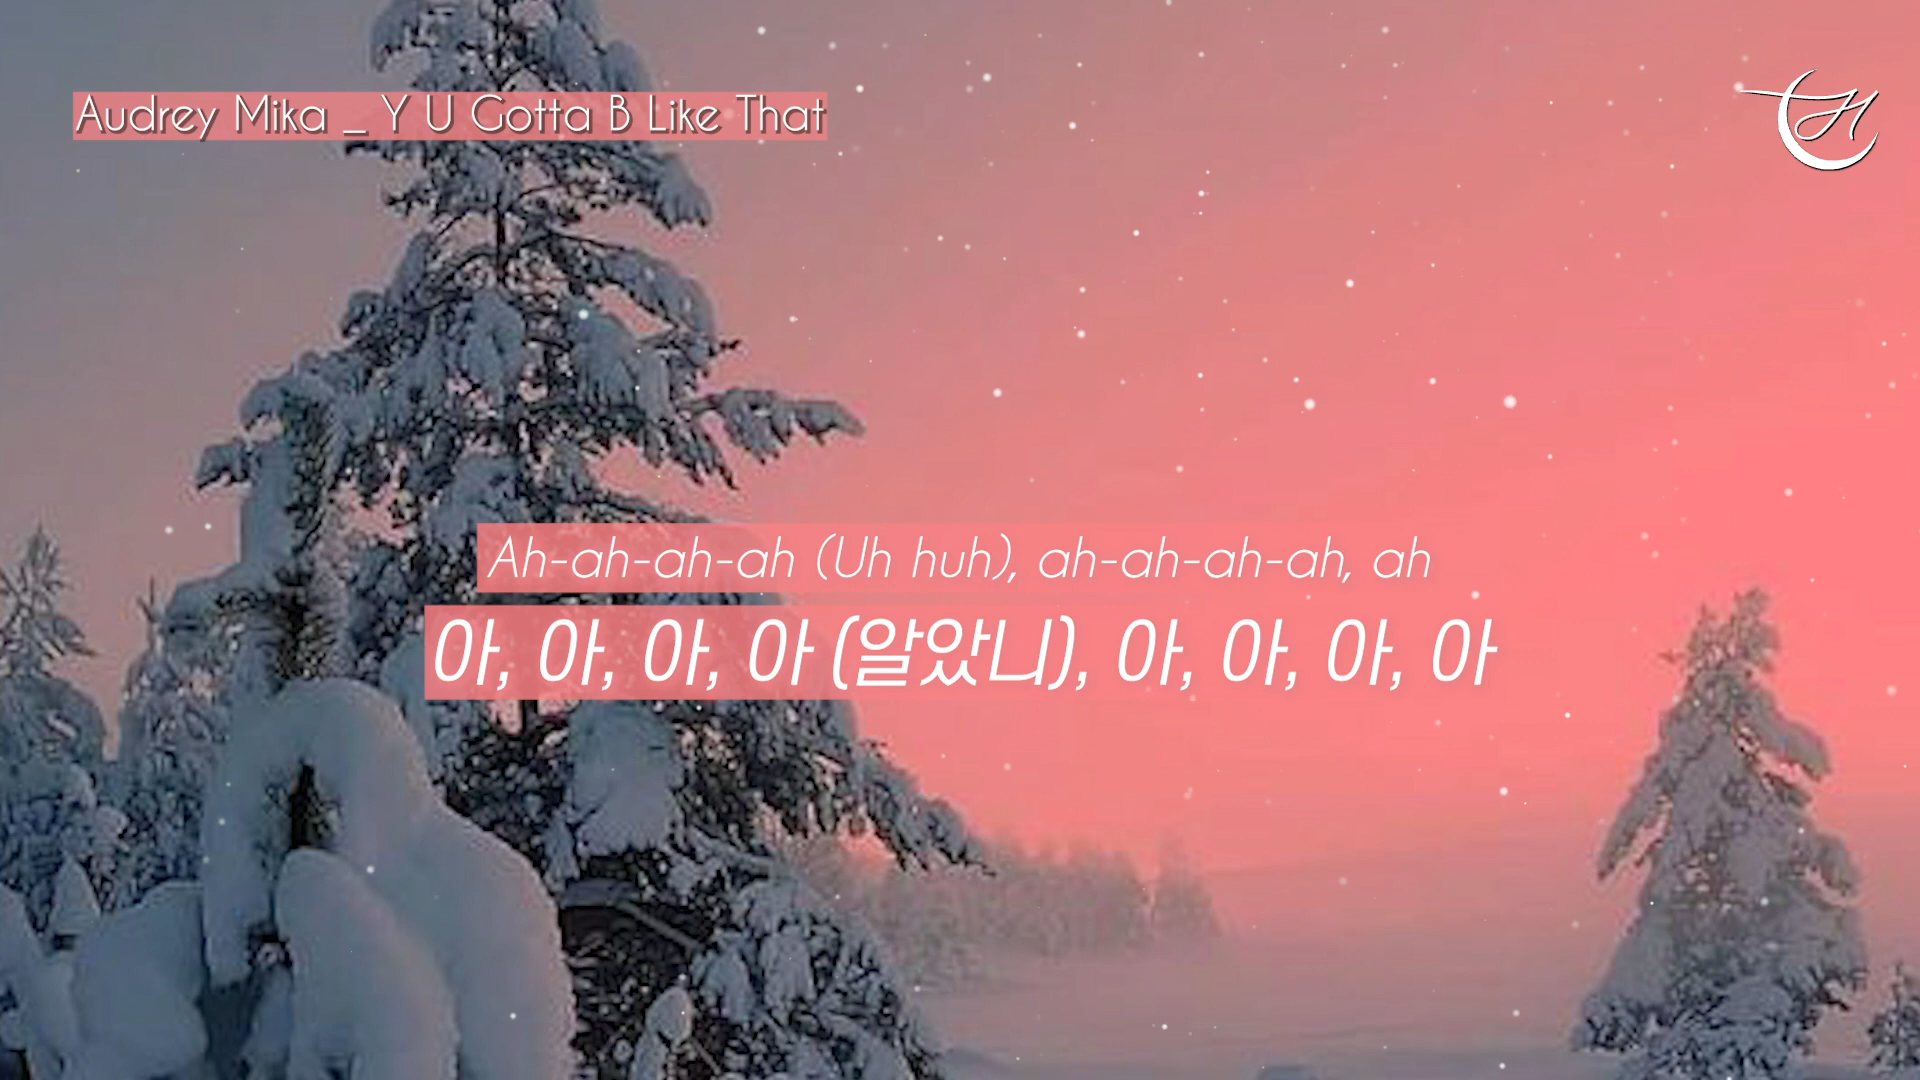 Audrey Mika _ Y U Gotta B Like That
Ah-ah-ah-ah (Uh huh), ah-ah-ah-ah, ah
아, 아, 아, 아 (알았니), 아, 아, 아, 아